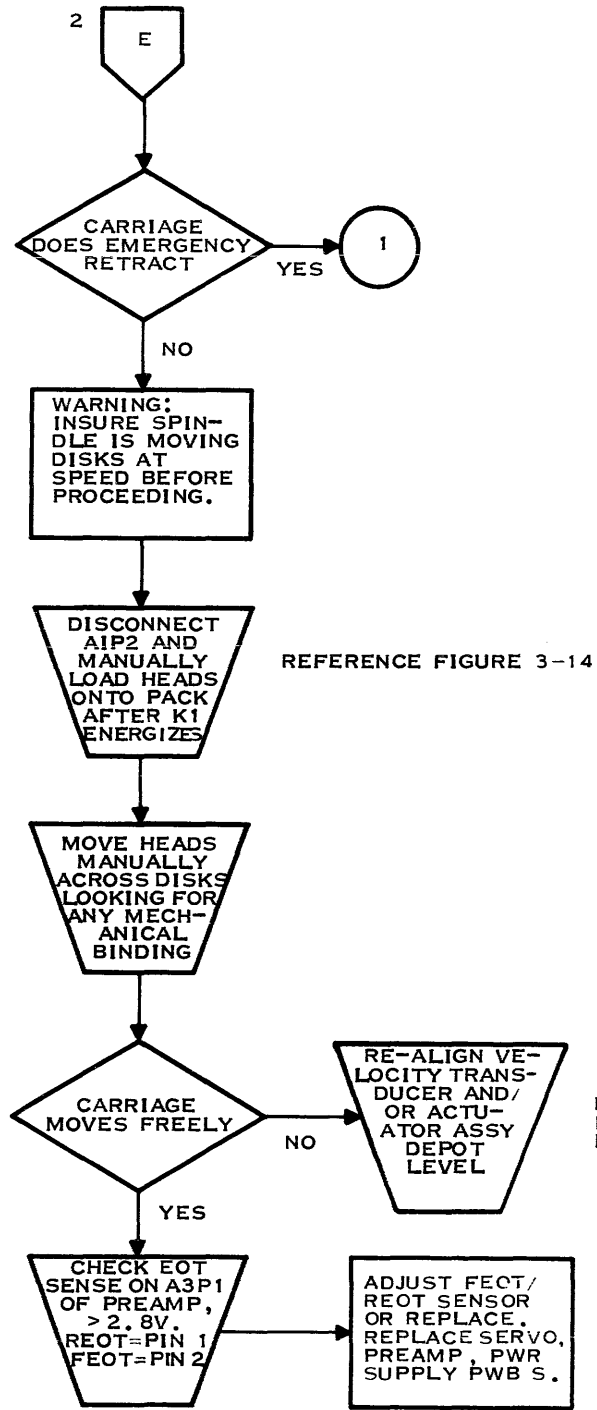 2
E
CARRIAGE
DOES EMERGENCY
RETRACT
YES
1
NO
WARNING:
INSURE SPIN-
DLE IS MOVING
DISKS AT
SPEED BEFORE
PROCEEDING.
DISCONNECT
A1P2 AND
MANUALLY
LOAD HEADS
ONTO PACK
AFTER K1
ENERGIZES
REFERENCE FIGURE 3-14
MOVE HEADS
MANUALLY
ACROSS DISKS
LOOKING FOR
ANY MECH-
ANICAL
BINDING
CARRIAGE
MOVES FREELY
NO
RE-ALIGN VE-
LOCITY TRANS-
DUCER AND/
OR ACTU-
ATOR ASSY
DEPOT
LEVEL
YES
CHECK EOT
SENSE ON A3P1
OF PREAMP,
> 2.8V.
REOT=PIN 1
FEOT=PIN 2
ADJUST FEOT/
REOT SENSOR
OR REPLACE.
REPLACE SERVO,
PREAMP, PWR
SUPPLY PWB S.